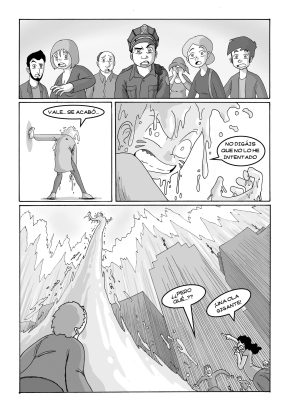 VALE...SE ACABÓ...
NO DIGÁIS
QUE NO LO HE
INTENTADO
¿¿PERO
QUÉ..??
¡UNA OLA
GIGANTE!